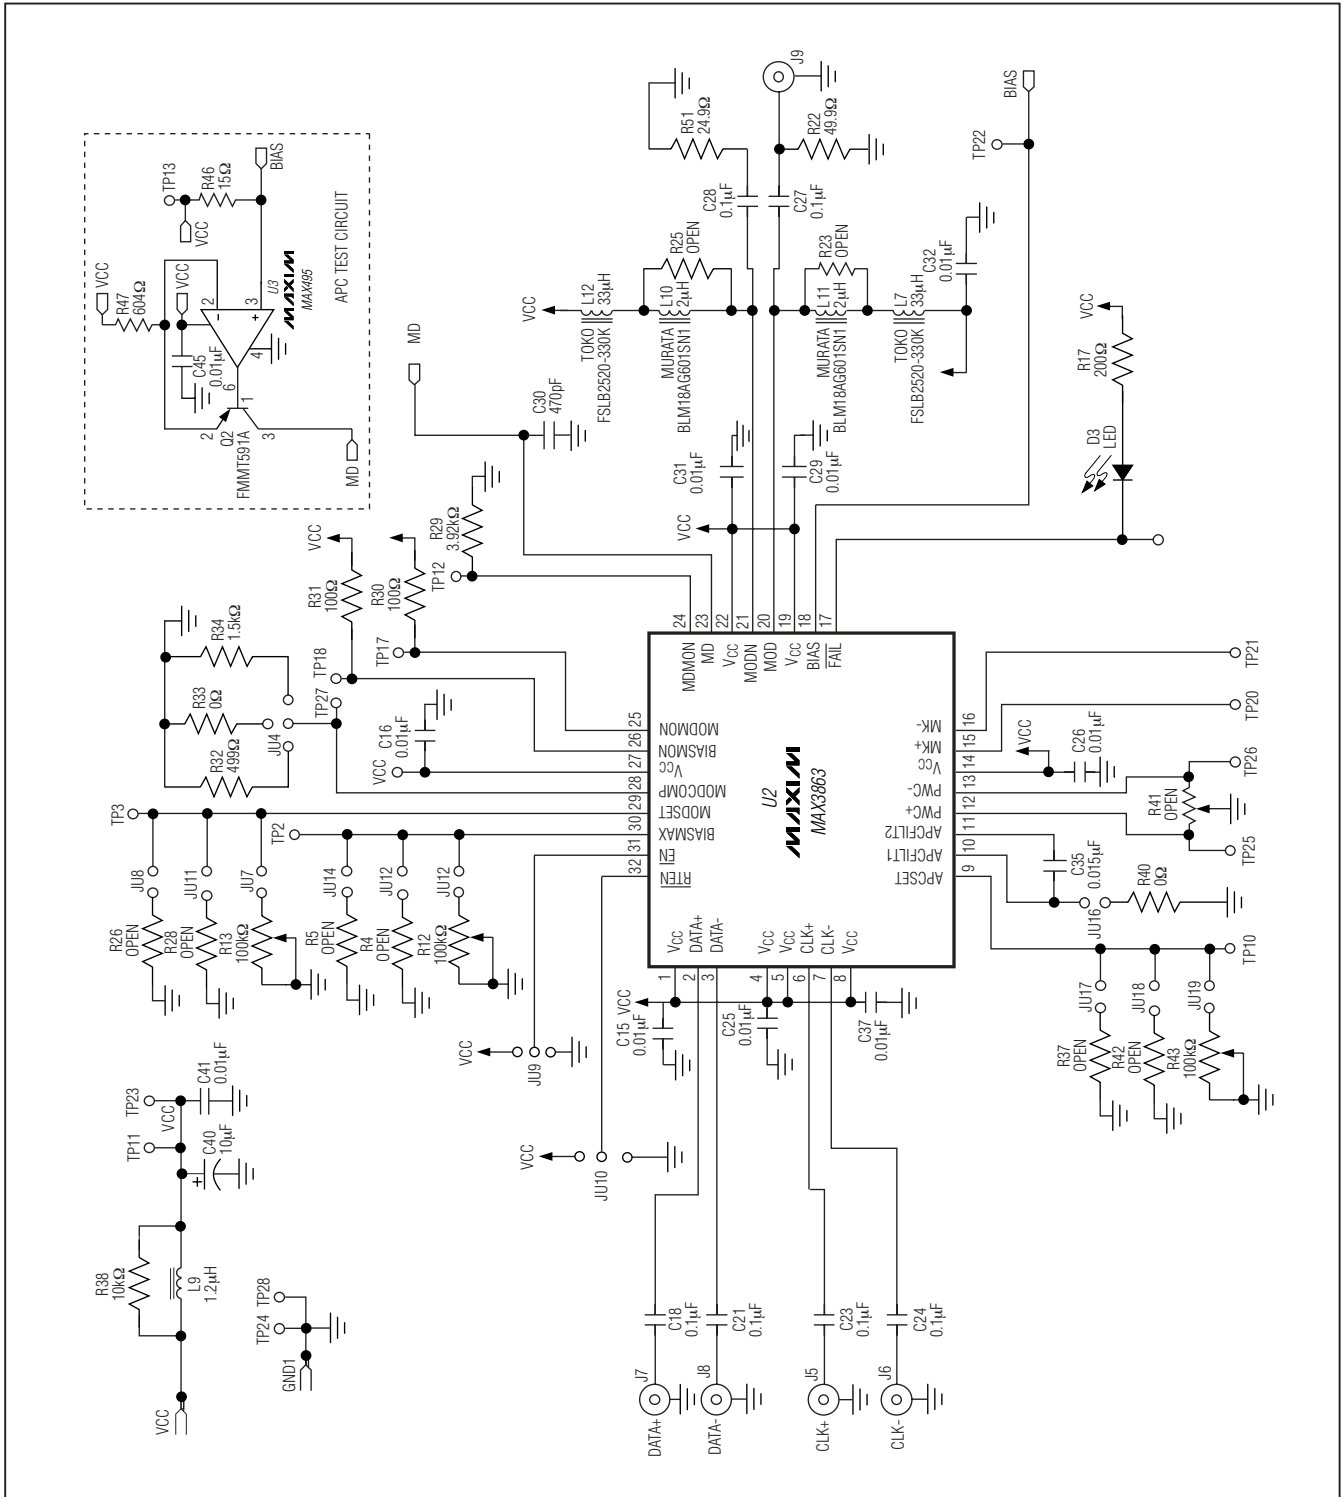 J9
BIAS
R51
24.9Ω
R22
49.9Ω
TP22
C28
0.1µF
C27
0.1µF
R25
OPEN
R23
OPEN
C32
0.01µF
VCC
L12
33µH
TOKO
FSLB2520-330K
L10
2µH
MURATA
BLM18AG601SN1
L11
2µH
MURATA
BLM18AG601SN1
L7
33µH
TOKO
FSLB2520-330K
VCC
R17
200Ω
D3
LED
TP13
R46
15Ω
BIAS
VCC
VCC
R47
604Ω
VCC
C45
0.01µF
2
3
4
6
1
U3
MAXIM
MAX495
APC TEST CIRCUIT
2
Q2
FMMT591A
3
MD
MD
C30
470pF
C31
0.01µF
C29
0.01µF
VCC
R29
3.92kΩ
TP12
VCC
R31
100Ω
R30
100Ω
TP18
TP17
R34
1.5kΩ
R33
0Ω
R32
499Ω
JU4
TP27
C16
0.01µF
VCC
TP3
JU8
JU11
JU7
R26
OPEN
R28
OPEN
R13
100kΩ
TP2
JU14
JU12
JU12
R5
OPEN
R4
OPEN
R12
100kΩ
24
23
22
21
20
19
18
17
MDMON
MD
VCC
MODN
MOD
VCC
BIAS
FAIL
25
26
27
28
29
30
31
32
MODMON
BIASMON
VCC
MODCOMP
MODSET
BIASMAX
EN
RTEN
U2
MAXIM
MAX3863
MK-
MK+
VCC
PWC-
PWC+
APCFILT2
APCFILT1
APCSET
16
15
14
13
12
11
10
9
VCC
DATA+
DATA-
VCC
VCC
CLK+
CLK-
VCC
1
2
3
4
5
6
7
8
TP21
TP20
VCC
C26
0.01µF
TP26
R41
OPEN
TP25
C35
0.015µF
JU16
R40
0Ω
TP10
JU17
JU18
JU19
R37
OPEN
R42
OPEN
R43
100kΩ
VCC
C15
0.01µF
C25
0.01µF
C37
0.01µF
VCC
JU9
VCC
JU10
TP23
VCC
C41
0.01µF
TP11
C40
10µF
+
R38
10kΩ
L9
1.2µH
VCC
TP28
TP24
GND1
C18
0.1µF
C21
0.1µF
C23
0.1µF
C24
0.1µF
J7
DATA+
J8
DATA-
J5
CLK+
J6
CLK-